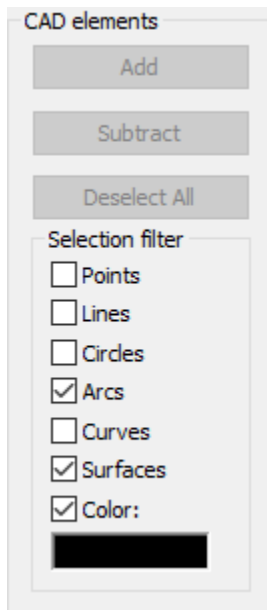 CAD elements
Add
Subtract
Deselect All
Selection filter
Points
Lines
Circles
Arcs
Curves
Surfaces
Color: